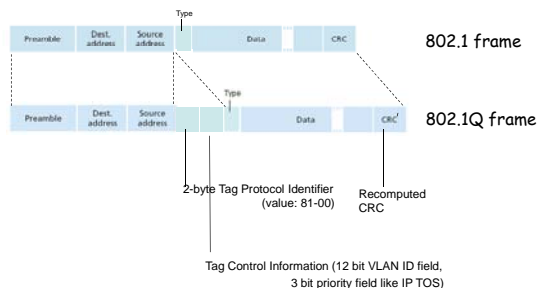 Type
Preamble Dest. address Source address Data CRC
802.1 frame
Type
Preamble Dest. address Source address Data CRC'
802.1Q frame
2-byte Tag Protocol Identifier
(value: 81-00)
Recomputed
CRC
Tag Control Information (12 bit VLAN ID field,
3 bit priority field like IP TOS)